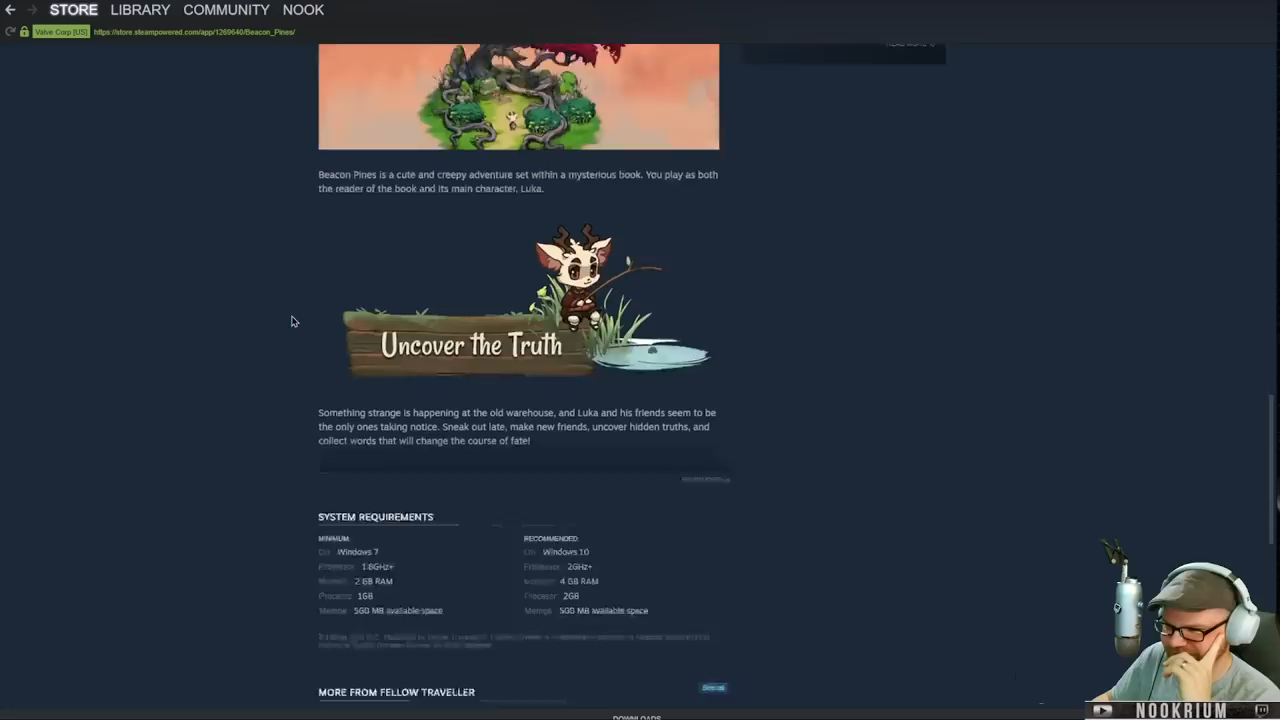 STORE LIBRARY COMMUNITY NOOK
Valve Corp [US] https://store.steampowered.com/app/1269640/Beacon_Pines/
Beacon Pines is a cute and creepy adventure set within a mysterious book. You play as both
the reader of the book and its main character, Luka.
Uncover the Truth
Something strange is happening at the old warehouse, and Luka and his friends seem to be
the only ones taking notice. Sneak out late, make new friends, uncover hidden truths, and
collect words that will change the course of fate!
SYSTEM REQUIREMENTS
MINIMUM: RECOMMENDED:
Windows 7 Windows 10
1.8GHz+ 2GHz+
2 GB RAM 4 GB RAM
1GB 2GB
500 MB available space 500 MB available space
MORE FROM FELLOW TRAVELLER See all
DOWNLOADS
NOOKRIUM